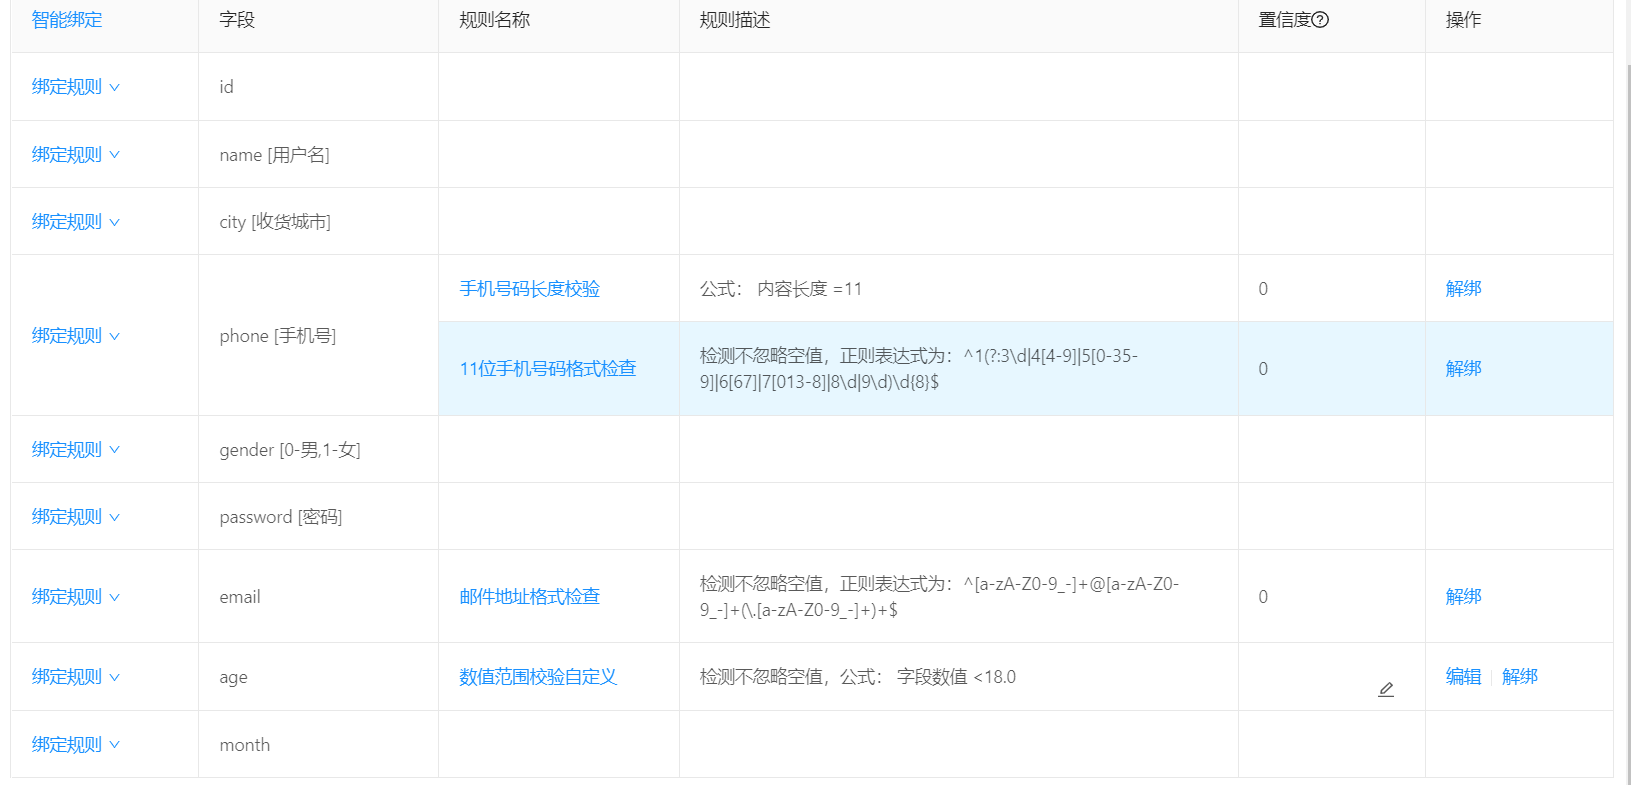 智能绑定 字段 规则名称 规则描述 置信度 操作
绑定规则 id
绑定规则 name [用户名]
绑定规则 city [收货城市]
绑定规则 phone [手机号] 手机号码长度校验 公式： 内容长度 =11 0 解绑
11位手机号码格式检查 检测不忽略空值，正则表达式为：^1(?:3\d|4[4-9]|5[0-35-
9]|6[67]|7[013-8]|8\d|9\d)\d{8}$ 0 解绑
绑定规则 gender [0-男,1-女]
绑定规则 password [密码]
绑定规则 email 邮件地址格式检查 检测不忽略空值，正则表达式为：^[a-zA-Z0-9_-]+@[a-zA-Z0-
9_-]+(\.[a-zA-Z0-9_-]+)+$ 0 解绑
绑定规则 age 数值范围校验自定义 检测不忽略空值，公式： 字段数值 <18.0 编辑 解绑
绑定规则 month